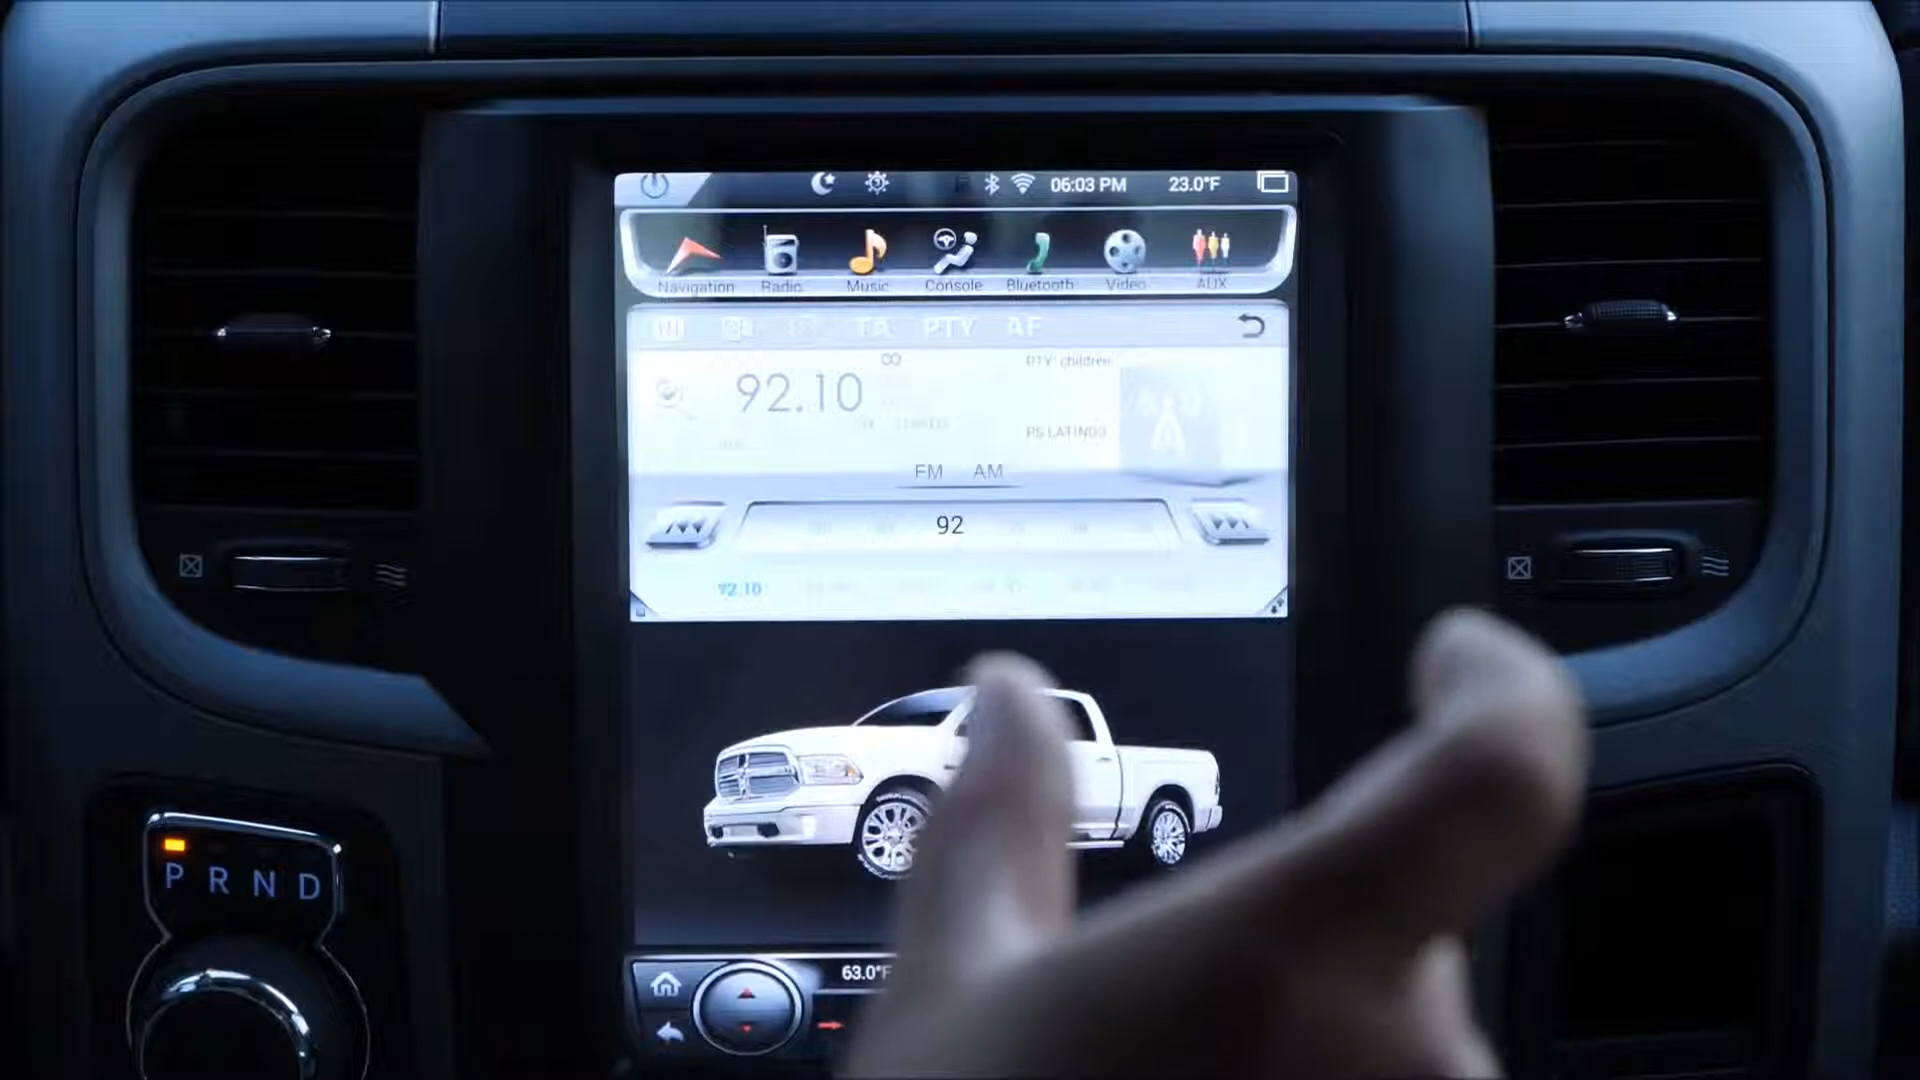 06:03 PM 23.0°F
Navigation Radio Music Console Bluetooth Video AUX
TA PTY AF
PTY children
92.10
PS LATINO3
FM AM
92
92.10
P R N D
63.0°F